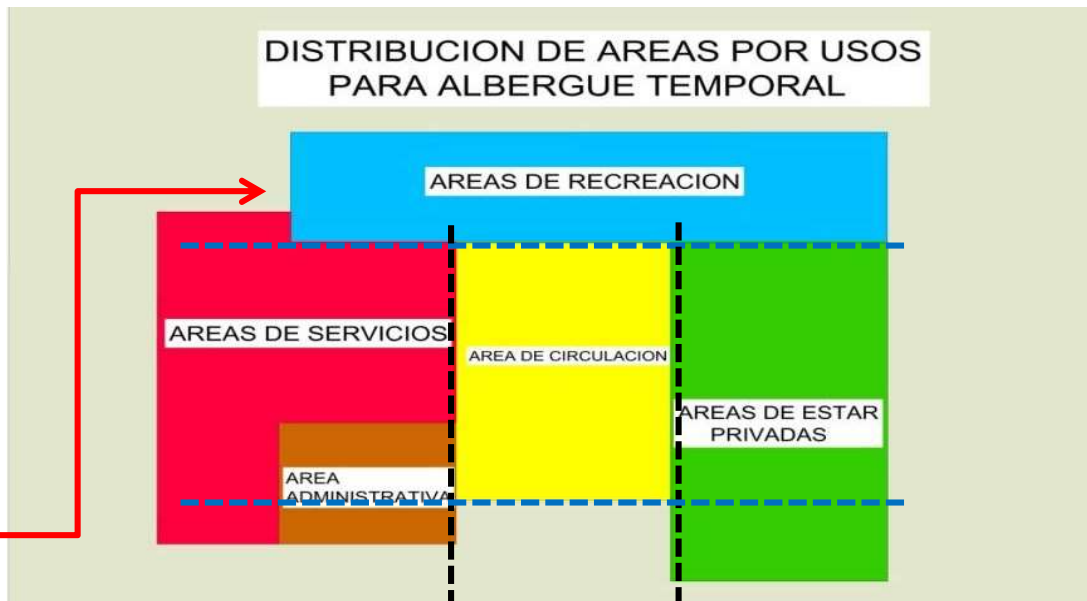 DISTRIBUCION DE AREAS POR USOS
PARA ALBERGUE TEMPORAL
AREAS DE RECREACION
AREAS DE SERVICIOS
AREA DE CIRCULACION
AREAS DE ESTAR
PRIVADAS
AREA
ADMINISTRATIVA